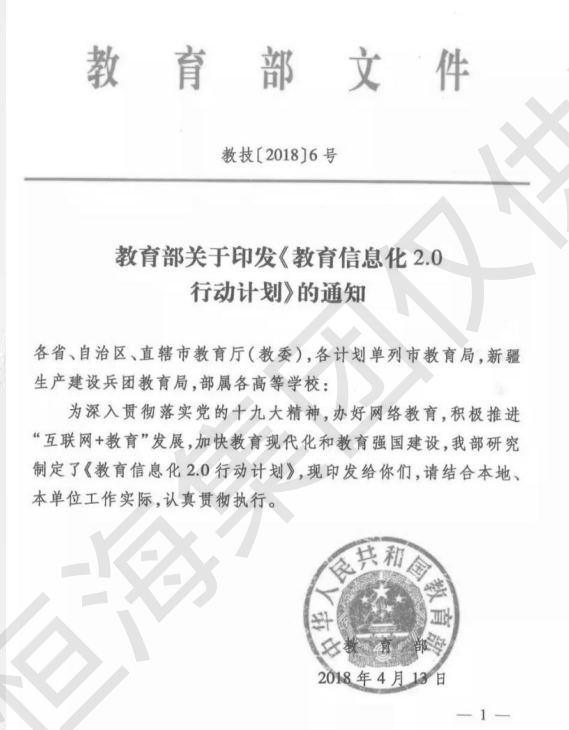 教育部文件
教技〔2018〕6号
教育部关于印发《教育信息化 2.0
行动计划》的通知
各省、自治区、直辖市教育厅(教委),各计划单列市教育局,新疆
生产建设兵团教育局,部属各高等学校:
为深入贯彻落实党的十九大精神,办好网络教育,积极推进
“互联网+教育”发展,加快教育现代化和教育强国建设,我部研究
制定了《教育信息化 2.0 行动计划》,现印发给你们,请结合本地、
本单位工作实际,认真贯彻执行。
中华人民共和国教育部
教育部
2018年4月13日
— 1 —
恒海集团仅供